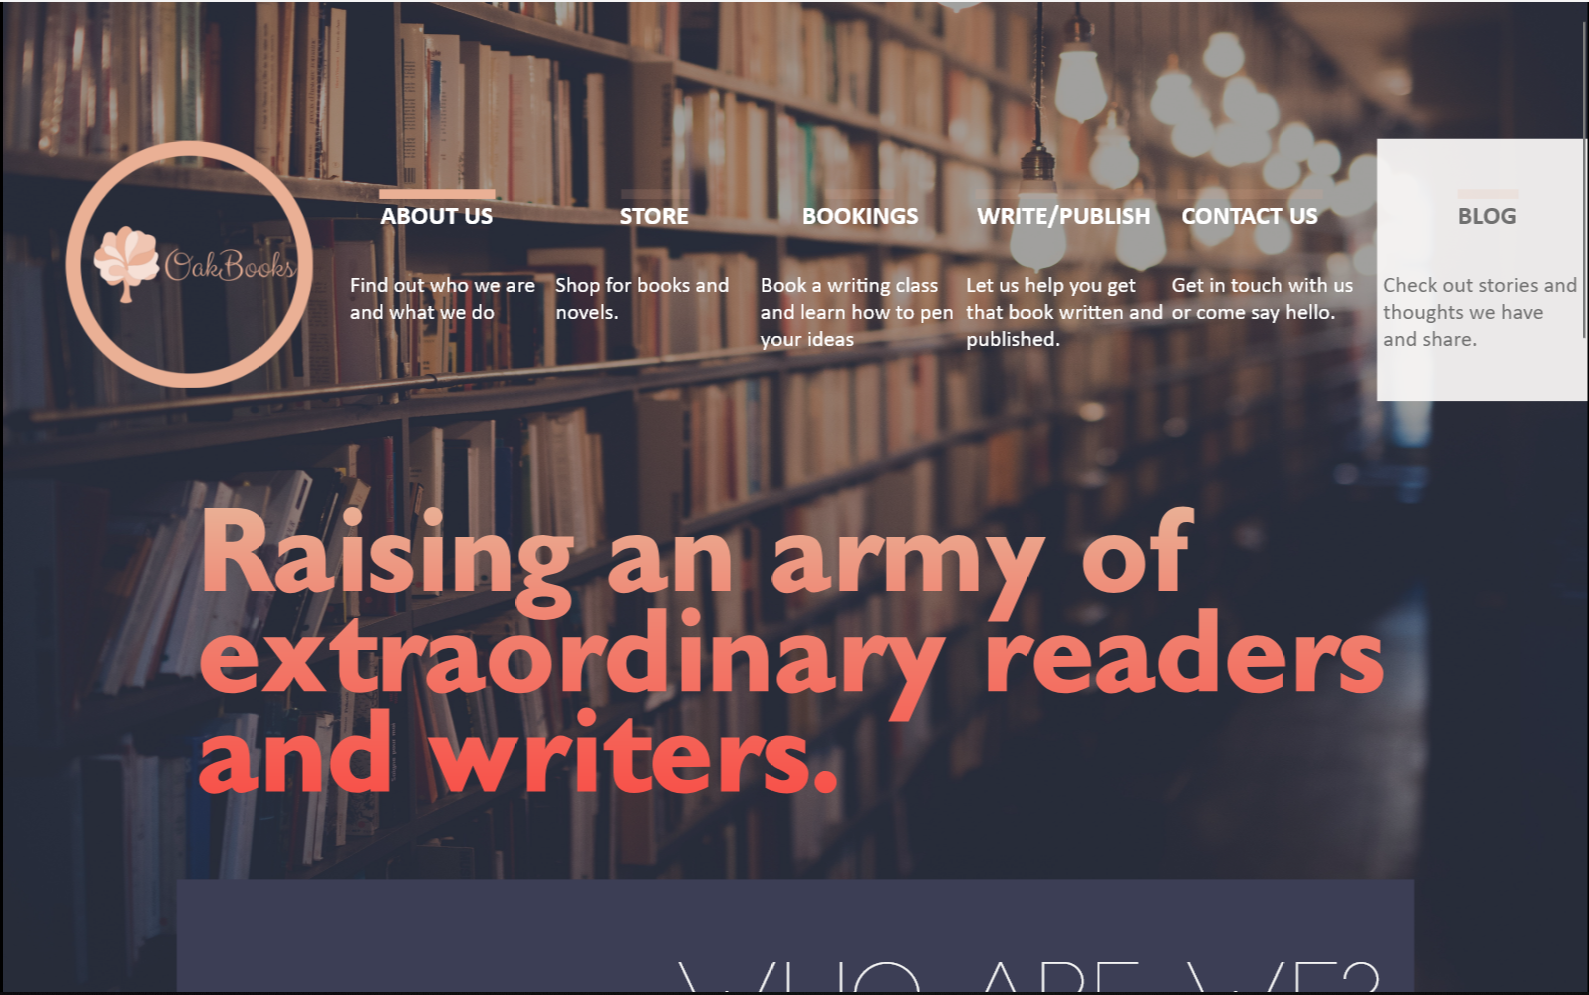 OakBooks
ABOUT US
Find out who we are
and what we do
STORE
Shop for books and
novels.
BOOKINGS
Book a writing class
and learn how to pen
your ideas
WRITE/PUBLISH
Let us help you get
that book written and
published.
CONTACT US
Get in touch with us
or come say hello.
BLOG
Check out stories and
thoughts we have
and share.
Raising an army of
extraordinary readers
and writers.
WHO ARE WE?